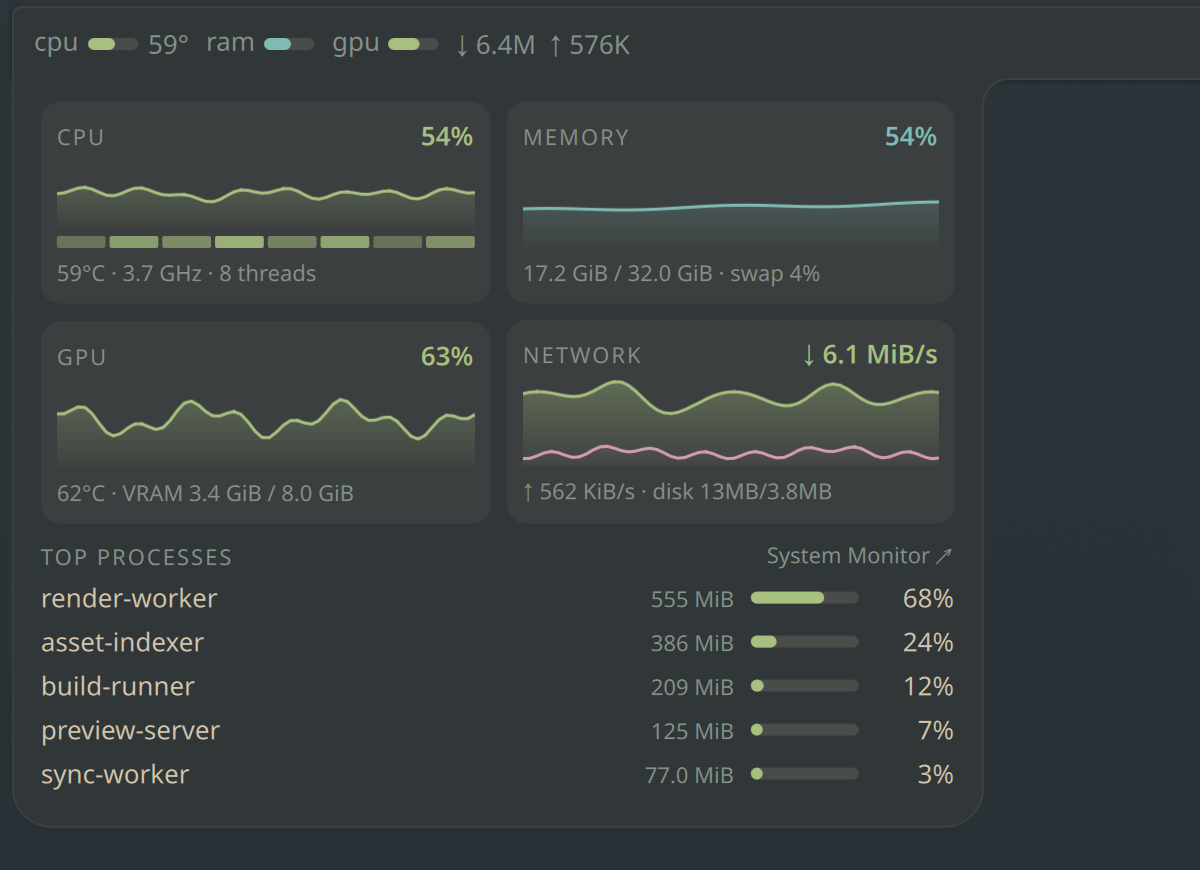 cpu 59° ram gpu ↓ 6.4M ↑ 576K
CPU 54%
59°C · 3.7 GHz · 8 threads
MEMORY 54%
17.2 GiB / 32.0 GiB · swap 4%
GPU 63%
62°C · VRAM 3.4 GiB / 8.0 GiB
NETWORK ↓ 6.1 MiB/s
↑ 562 KiB/s · disk 13MB/3.8MB
TOP PROCESSES System Monitor ↗
render-worker 555 MiB 68%
asset-indexer 386 MiB 24%
build-runner 209 MiB 12%
preview-server 125 MiB 7%
sync-worker 77.0 MiB 3%